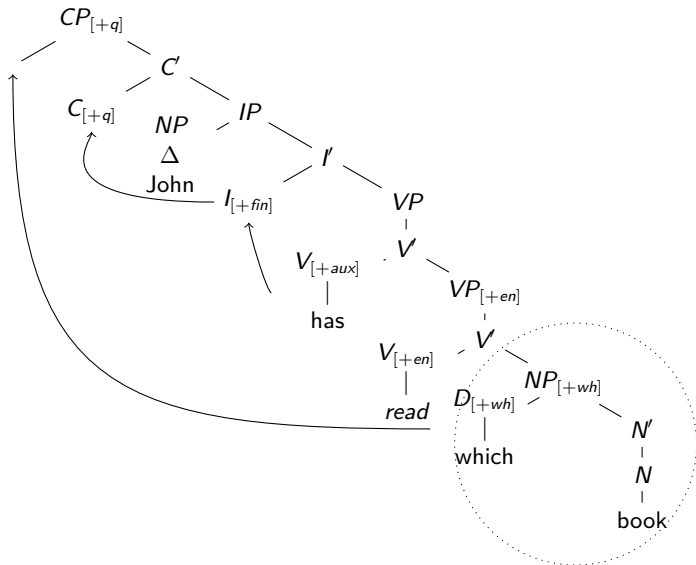 CP[+q]
C′
C[+q]
NP
IP
Δ
I′
John
I[+fin]
VP
V′
V[+aux]
VP[+en]
has
V′
V[+en]
NP[+wh]
read
D[+wh]
N′
which
N
book